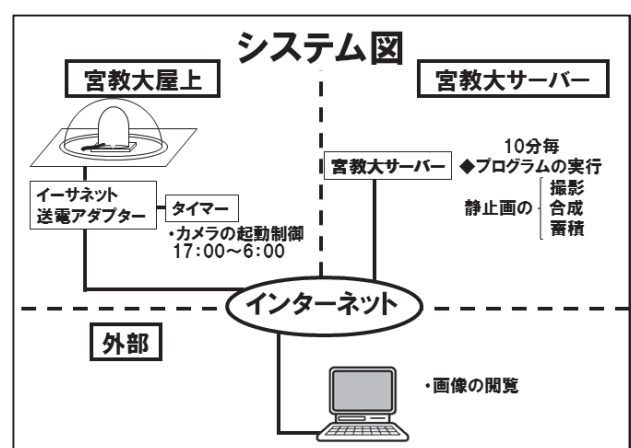 システム図
宮教大屋上
宮教大サーバー
イーサネット
送電アダプター
タイマー
・カメラの起動制御
17:00～6:00
宮教大サーバー
10分毎
◆プログラムの実行
静止画の
撮影
合成
蓄積
インターネット
外部
・画像の閲覧